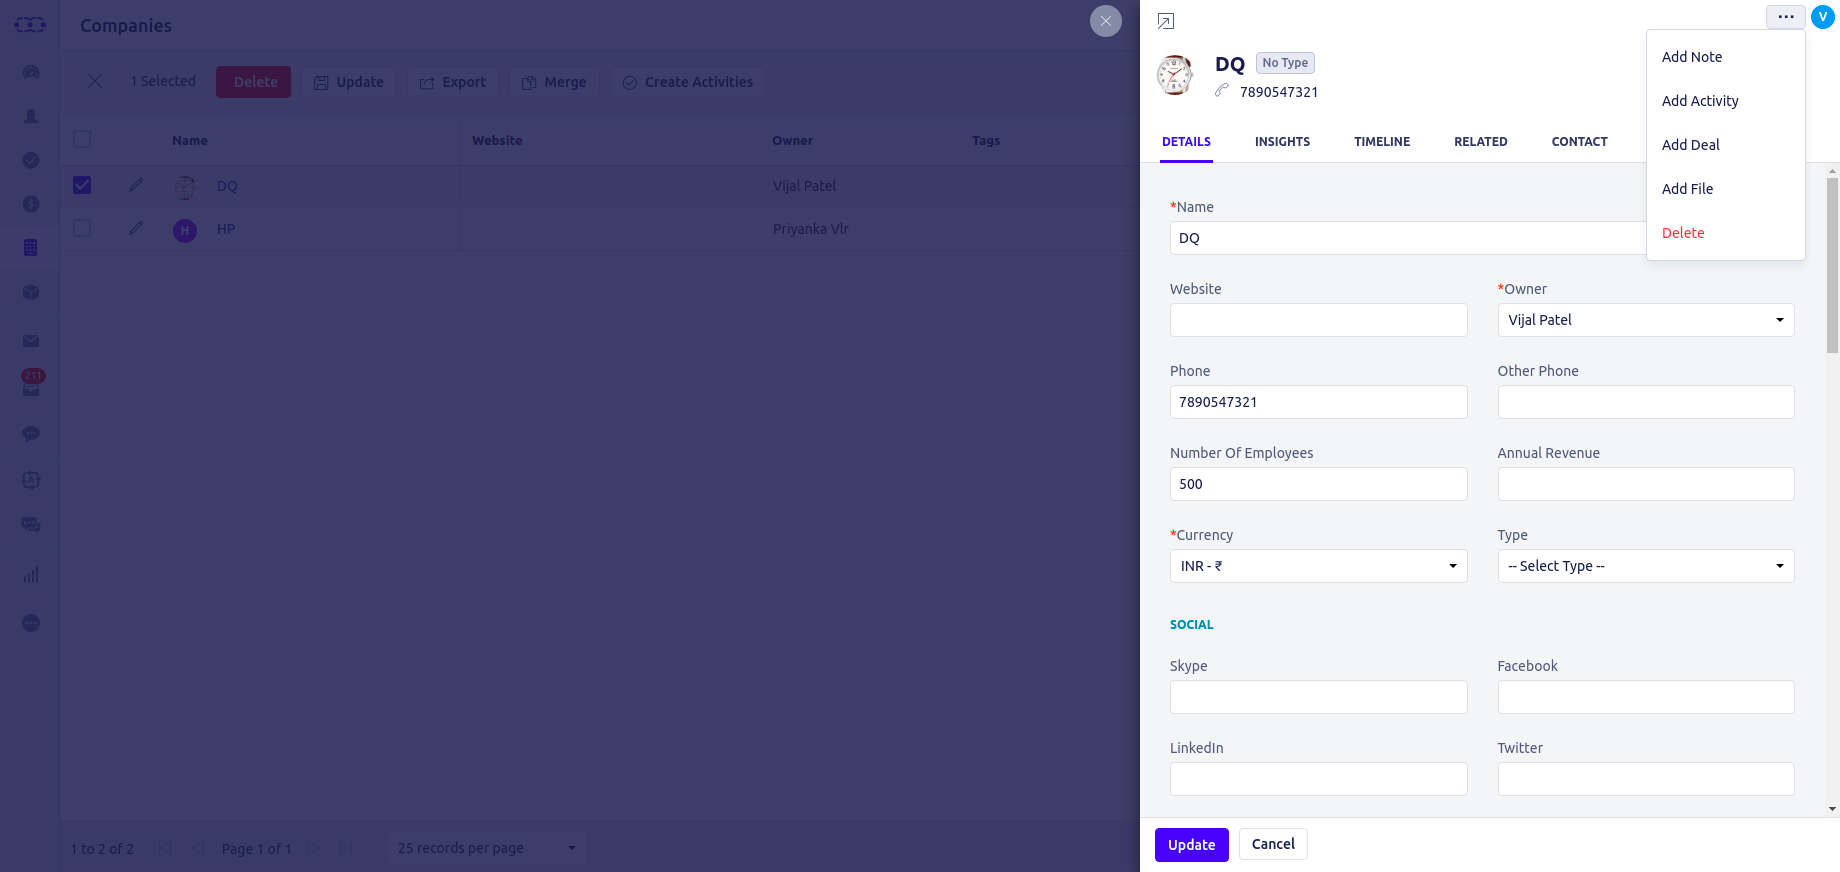 Companies
1 Selected
Delete
Update
Export
Merge
Create Activities
Name
Website
Owner
Tags
DQ
Vijal Patel
H
HP
Priyanka Vlr
211
1 to 2 of 2
Page 1 of 1
25 records per page
V
DQ
No Type
7890547321
Add Note
Add Activity
Add Deal
Add File
Delete
DETAILS
INSIGHTS
TIMELINE
RELATED
CONTACT
*Name
DQ
Website
*Owner
Vijal Patel
Phone
Other Phone
7890547321
Number Of Employees
Annual Revenue
500
*Currency
Type
INR - ₹
-- Select Type --
SOCIAL
Skype
Facebook
LinkedIn
Twitter
Update
Cancel